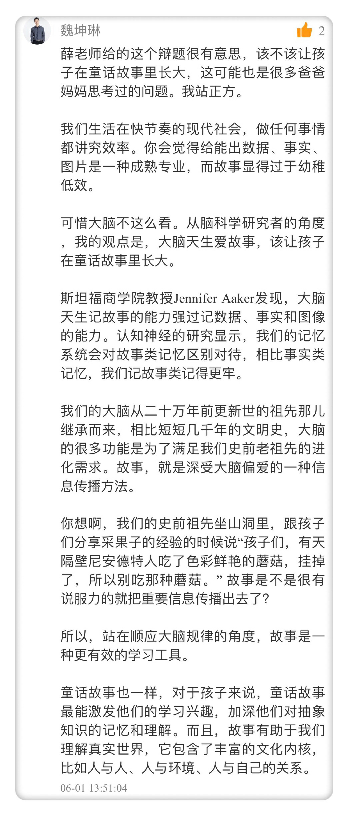 魏坤琳
2
薛老师给的这个辩题很有意思，该不该让孩
子在童话故事里长大，这可能也是很多爸爸
妈妈思考过的问题。我站正方。
我们生活在快节奏的现代社会，做任何事情
都讲究效率。你会觉得给能出数据、事实、
图片是一种成熟专业，而故事显得过于幼稚
低效。
可惜大脑不这么看。从脑科学研究者的角度
，我的观点是，大脑天生爱故事，该让孩子
在童话故事里长大。
斯坦福商学院教授Jennifer Aaker发现，大脑
天生记故事的能力强过记数据、事实和图像
的能力。认知神经的研究显示，我们的记忆
系统会对故事类记忆区别对待，相比事实类
记忆，我们记故事类记得更牢。
我们的大脑从二十万年前更新世的祖先那儿
继承而来，相比短短几千年的文明史，大脑
的很多功能是为了满足我们史前老祖先的进
化需求。故事，就是深受大脑偏爱的一种信
息传播方法。
你想啊，我们的史前祖先坐山洞里，跟孩子
们分享采果子的经验的时候说“孩子们，有天
隔壁尼安德特人吃了色彩鲜艳的蘑菇，挂掉
了，所以别吃那种蘑菇。” 故事是不是很有
说服力的就把重要信息传播出去了？
所以，站在顺应大脑规律的角度，故事是一
种更有效的学习工具。
童话故事也一样，对于孩子来说，童话故事
最能激发他们的学习兴趣，加深他们对抽象
知识的记忆和理解。而且，故事有助于我们
理解真实世界，它包含了丰富的文化内核，
比如人与人、人与环境、人与自己的关系。
06-01 13:51:04